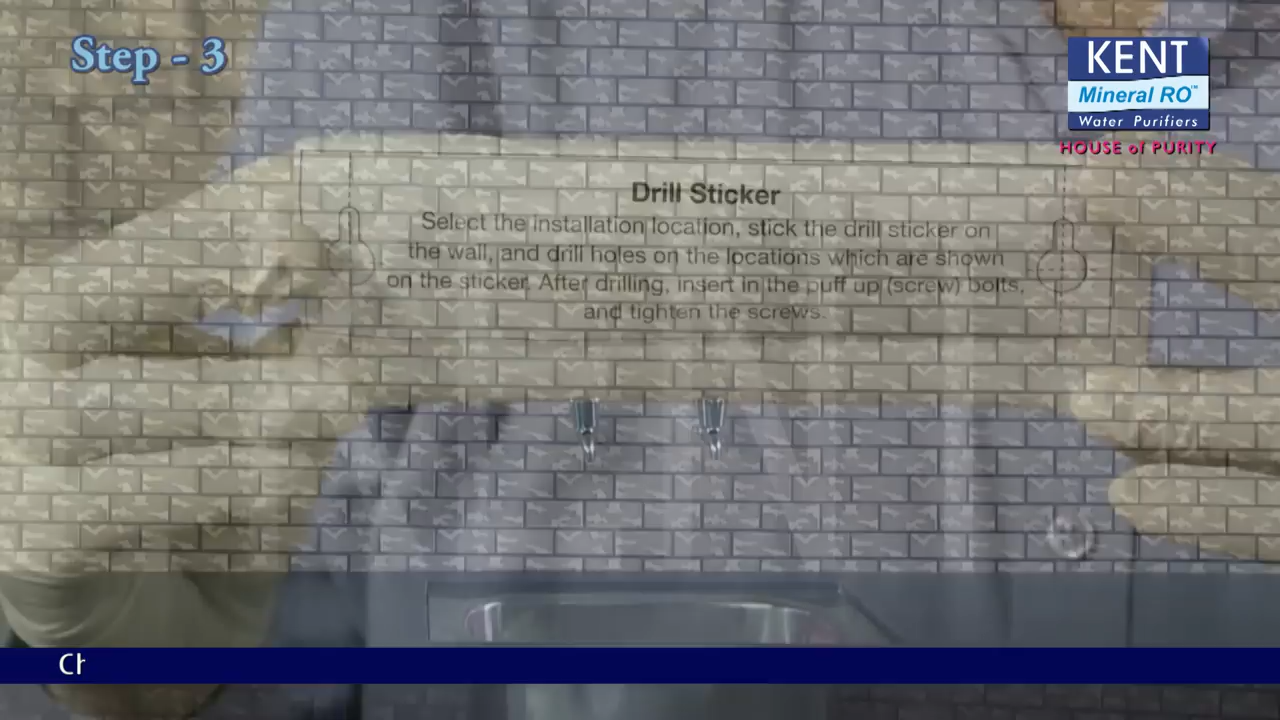 Step - 3
KENT
Mineral RO™
Water Purifiers
HOUSE of PURITY
Drill Sticker
Select the installation location, stick the drill sticker on
the wall, and drill holes on the locations which are shown
on the sticker. After drilling, insert in the puff up (screw) bolts,
and tighten the screws.